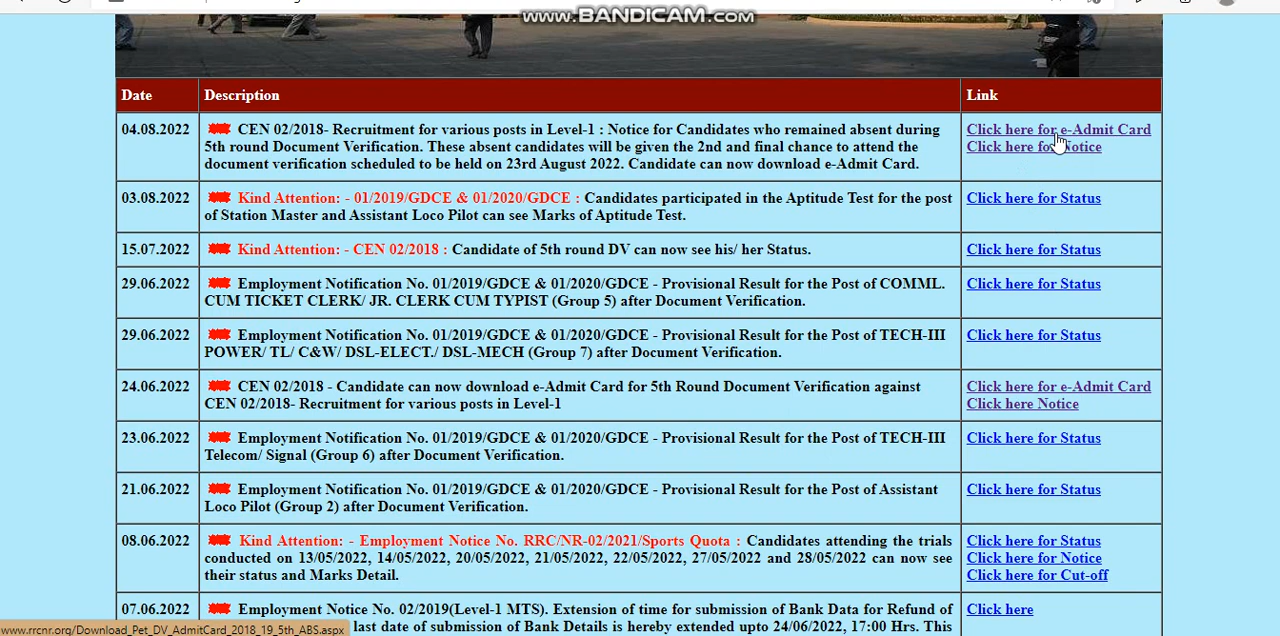 www.BANDICAM.com
Date Description Link
04.08.2022 CEN 02/2018- Recruitment for various posts in Level-1 : Notice for Candidates who remained absent during Click here for e-Admit Card
5th round Document Verification. These absent candidates will be given the 2nd and final chance to attend the Click here for Notice
document verification scheduled to be held on 23rd August 2022. Candidate can now download e-Admit Card.
03.08.2022 Kind Attention: - 01/2019/GDCE & 01/2020/GDCE : Candidates participated in the Aptitude Test for the post Click here for Status
of Station Master and Assistant Loco Pilot can see Marks of Aptitude Test.
15.07.2022 Kind Attention: - CEN 02/2018 : Candidate of 5th round DV can now see his/ her Status. Click here for Status
29.06.2022 Employment Notification No. 01/2019/GDCE & 01/2020/GDCE - Provisional Result for the Post of COMML. Click here for Status
CUM TICKET CLERK/ JR. CLERK CUM TYPIST (Group 5) after Document Verification.
29.06.2022 Employment Notification No. 01/2019/GDCE & 01/2020/GDCE - Provisional Result for the Post of TECH-III Click here for Status
POWER/ TL/ C&W/ DSL-ELECT./ DSL-MECH (Group 7) after Document Verification.
24.06.2022 CEN 02/2018 - Candidate can now download e-Admit Card for 5th Round Document Verification against Click here for e-Admit Card
CEN 02/2018- Recruitment for various posts in Level-1 Click here Notice
23.06.2022 Employment Notification No. 01/2019/GDCE & 01/2020/GDCE - Provisional Result for the Post of TECH-III Click here for Status
Telecom/ Signal (Group 6) after Document Verification.
21.06.2022 Employment Notification No. 01/2019/GDCE & 01/2020/GDCE - Provisional Result for the Post of Assistant Click here for Status
Loco Pilot (Group 2) after Document Verification.
08.06.2022 Kind Attention: - Employment Notice No. RRC/NR-02/2021/Sports Quota : Candidates attending the trials Click here for Status
conducted on 13/05/2022, 14/05/2022, 20/05/2022, 21/05/2022, 22/05/2022, 27/05/2022 and 28/05/2022 can now see Click here for Notice
their status and Marks Detail. Click here for Cut-off
07.06.2022 Employment Notice No. 02/2019(Level-1 MTS). Extension of time for submission of Bank Data for Refund of Click here
last date of submission of Bank Details is hereby extended upto 24/06/2022, 17:00 Hrs. This
www.rrcnr.org/Download_Pet_DV_AdmitCard_2018_19_5th_ABS.aspx